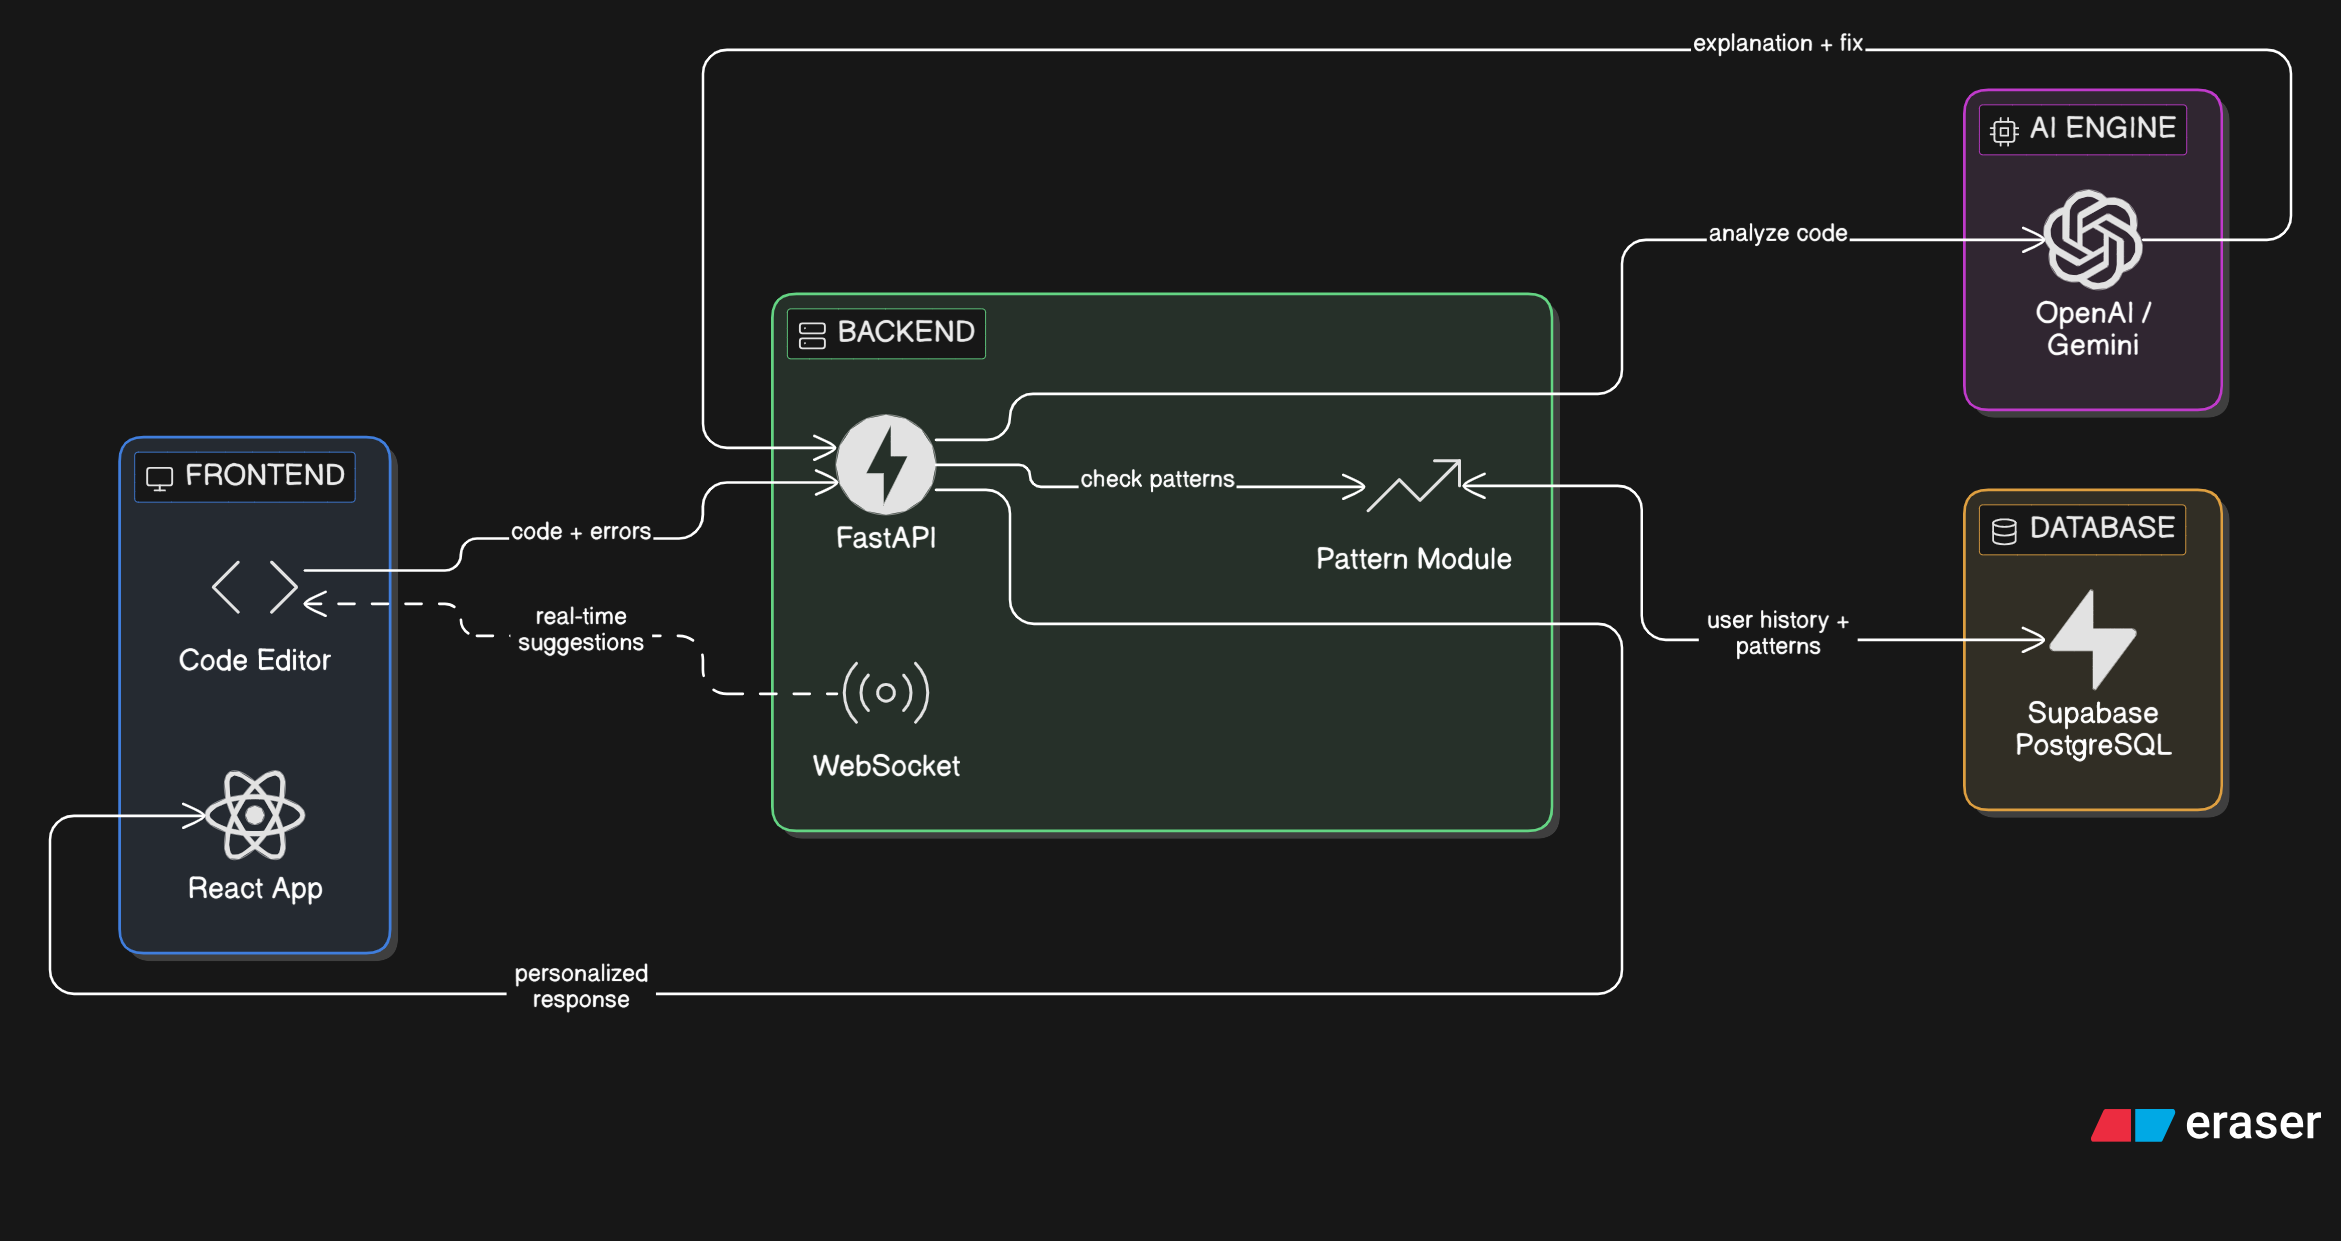 explanation + fix
AI ENGINE
analyze code
OpenAI /
Gemini
BACKEND
FRONTEND
check patterns
DATABASE
code + errors
FastAPI
Pattern Module
real-time
suggestions
user history +
patterns
Code Editor
Supabase
PostgreSQL
WebSocket
React App
personalized
response
eraser